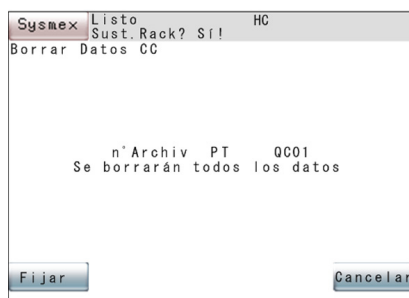 Sysmex Listo HC
Sust.Rack? Sí!
Borrar Datos CC
n°Archiv PT QC01
Se borrarán todos los datos
Fijar Cancelar